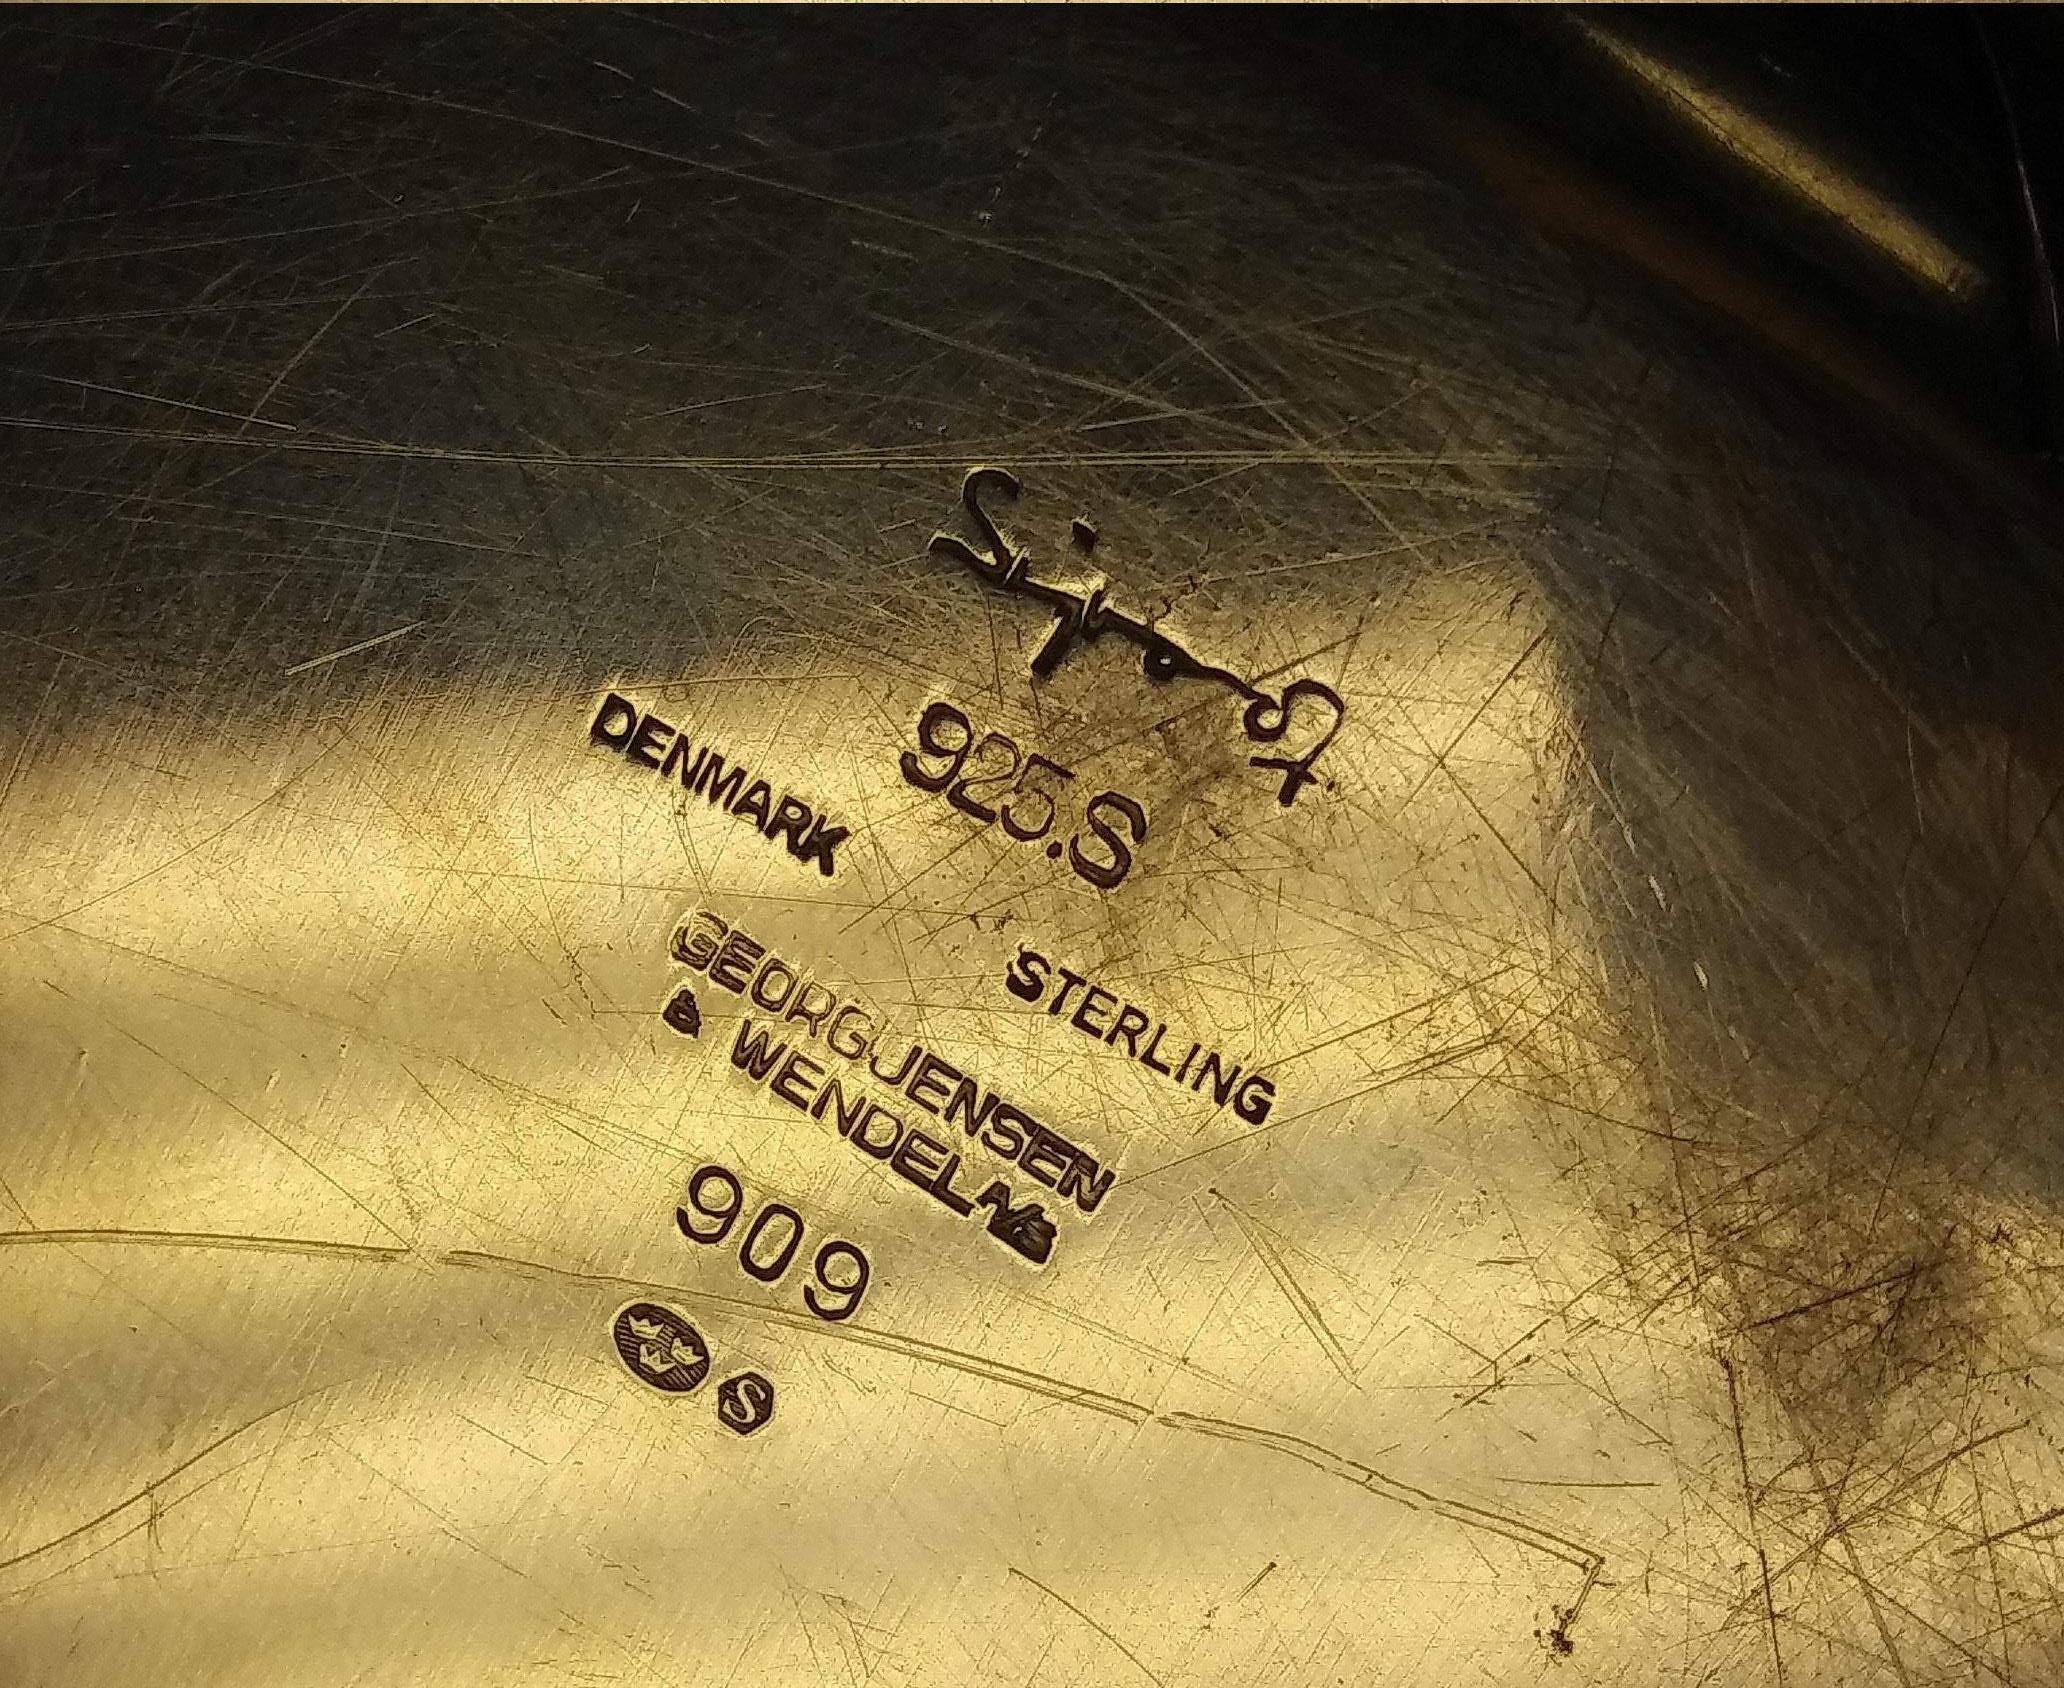 Sigvard
925.S
DENMARK
STERLING
GEORG JENSEN
& WENDEL A/S
909
S